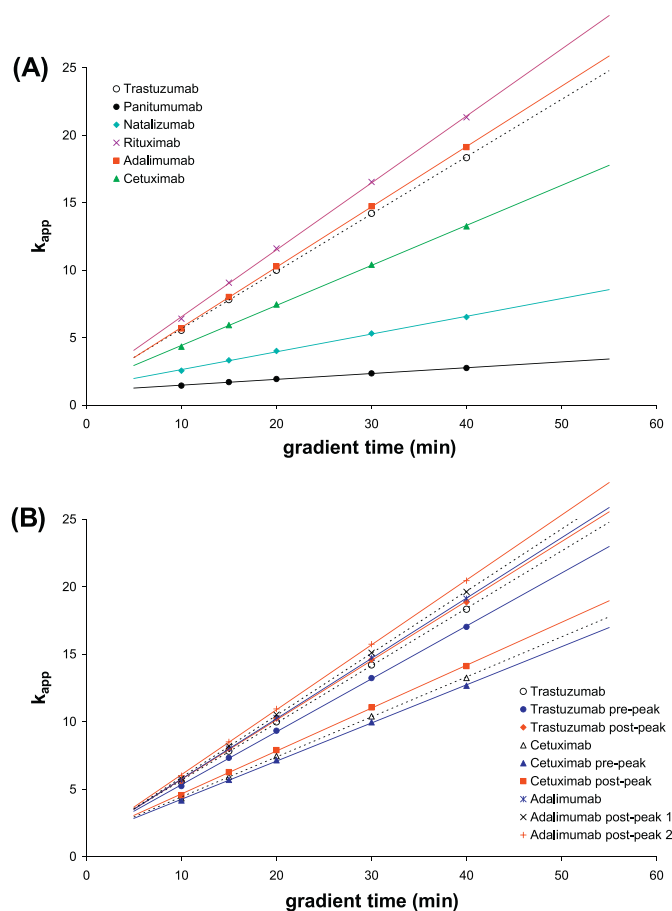 (A)
25
20
15
10
5
0
k_app
Trastuzumab
Panitumumab
Natalizumab
Rituximab
Adalimumab
Cetuximab
0 10 20 30 40 50 60
gradient time (min)
(B)
25
20
15
10
5
0
k_app
Trastuzumab
Trastuzumab pre-peak
Trastuzumab post-peak
Cetuximab
Cetuximab pre-peak
Cetuximab post-peak
Adalimumab
Adalimumab post-peak 1
Adalimumab post-peak 2
0 10 20 30 40 50 60
gradient time (min)